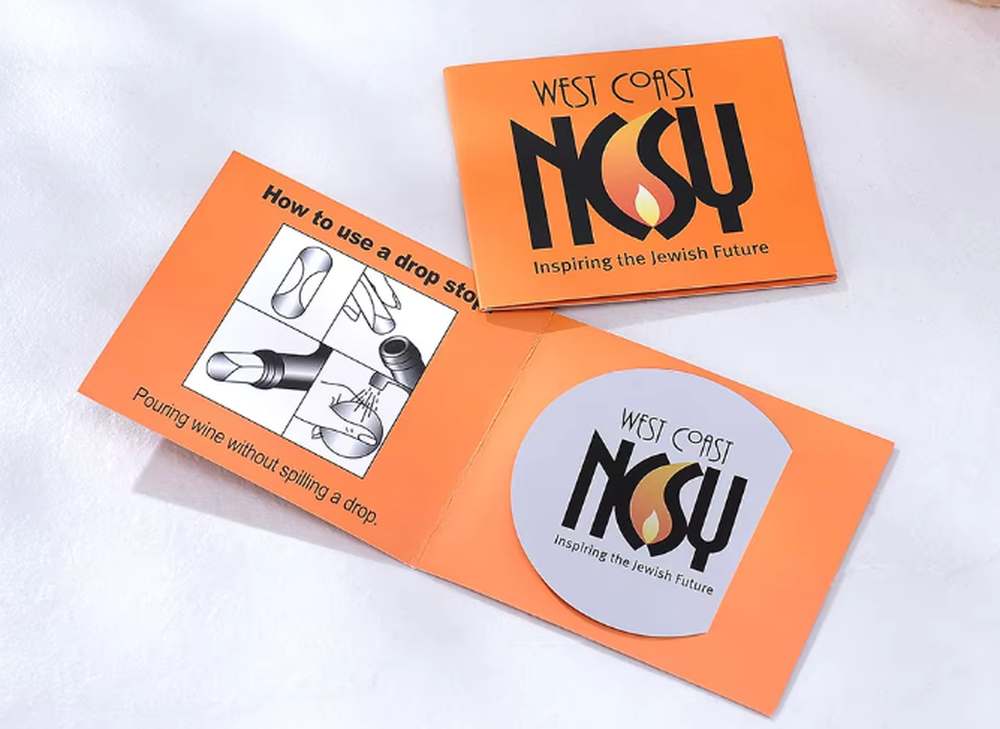 WEST COAST
NCSY
Inspiring the Jewish Future
How to use a drop stop
Pouring wine without spilling a drop.
WEST COAST
NCSY
Inspiring the Jewish Future